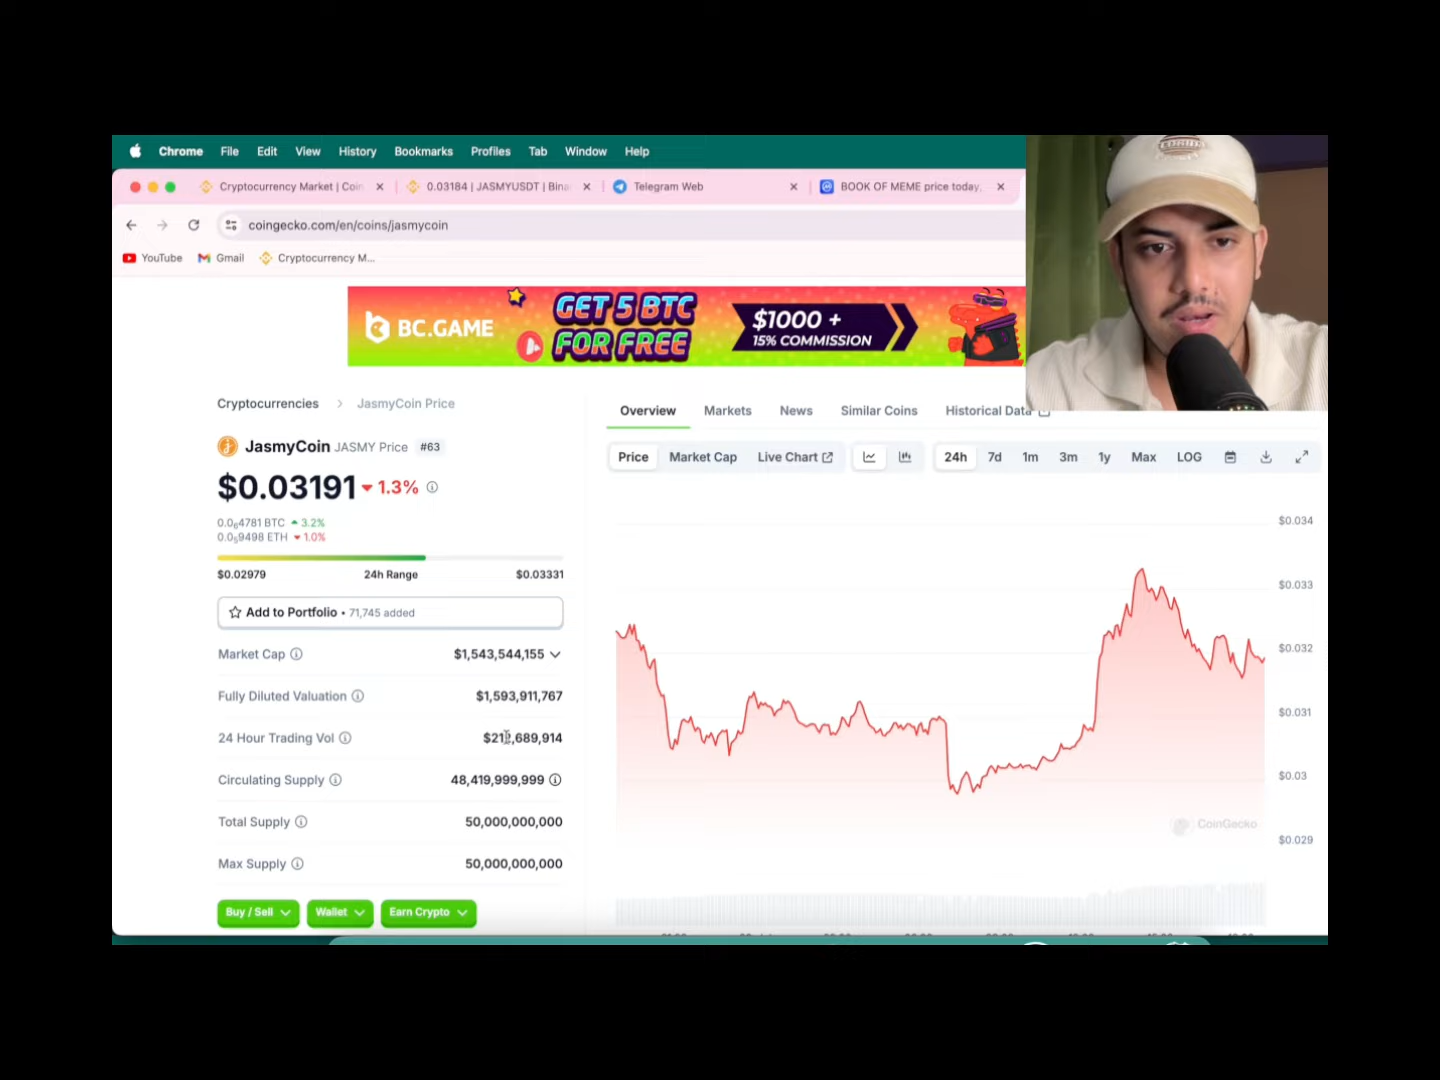 Chrome File Edit View History Bookmarks Profiles Tab Window Help
Cryptocurrency Market | Coin 0.03184 | JASMYUSDT | Bina Telegram Web BOOK OF MEME price today,
coingecko.com/en/coins/jasmycoin
YouTube Gmail Cryptocurrency M...
BC.GAME GET 5 BTC FOR FREE $1000 + 15% COMMISSION
Cryptocurrencies > JasmyCoin Price
Overview Markets News Similar Coins Historical Data
JasmyCoin JASMY Price #63
Price Market Cap Live Chart 24h 7d 1m 3m 1y Max LOG
$0.03191 1.3%
0.0₆4781 BTC 3.2%
0.0₅9498 ETH 1.0%
$0.02979 24h Range $0.03331
Add to Portfolio • 71,745 added
Market Cap $1,543,544,155
Fully Diluted Valuation $1,593,911,767
24 Hour Trading Vol
Circulating Supply 48,419,999,999
Total Supply 50,000,000,000
Max Supply 50,000,000,000
Buy / Sell Wallet Earn Crypto
$0.034
$0.033
$0.032
$0.031
$0.03
$0.029
CoinGecko